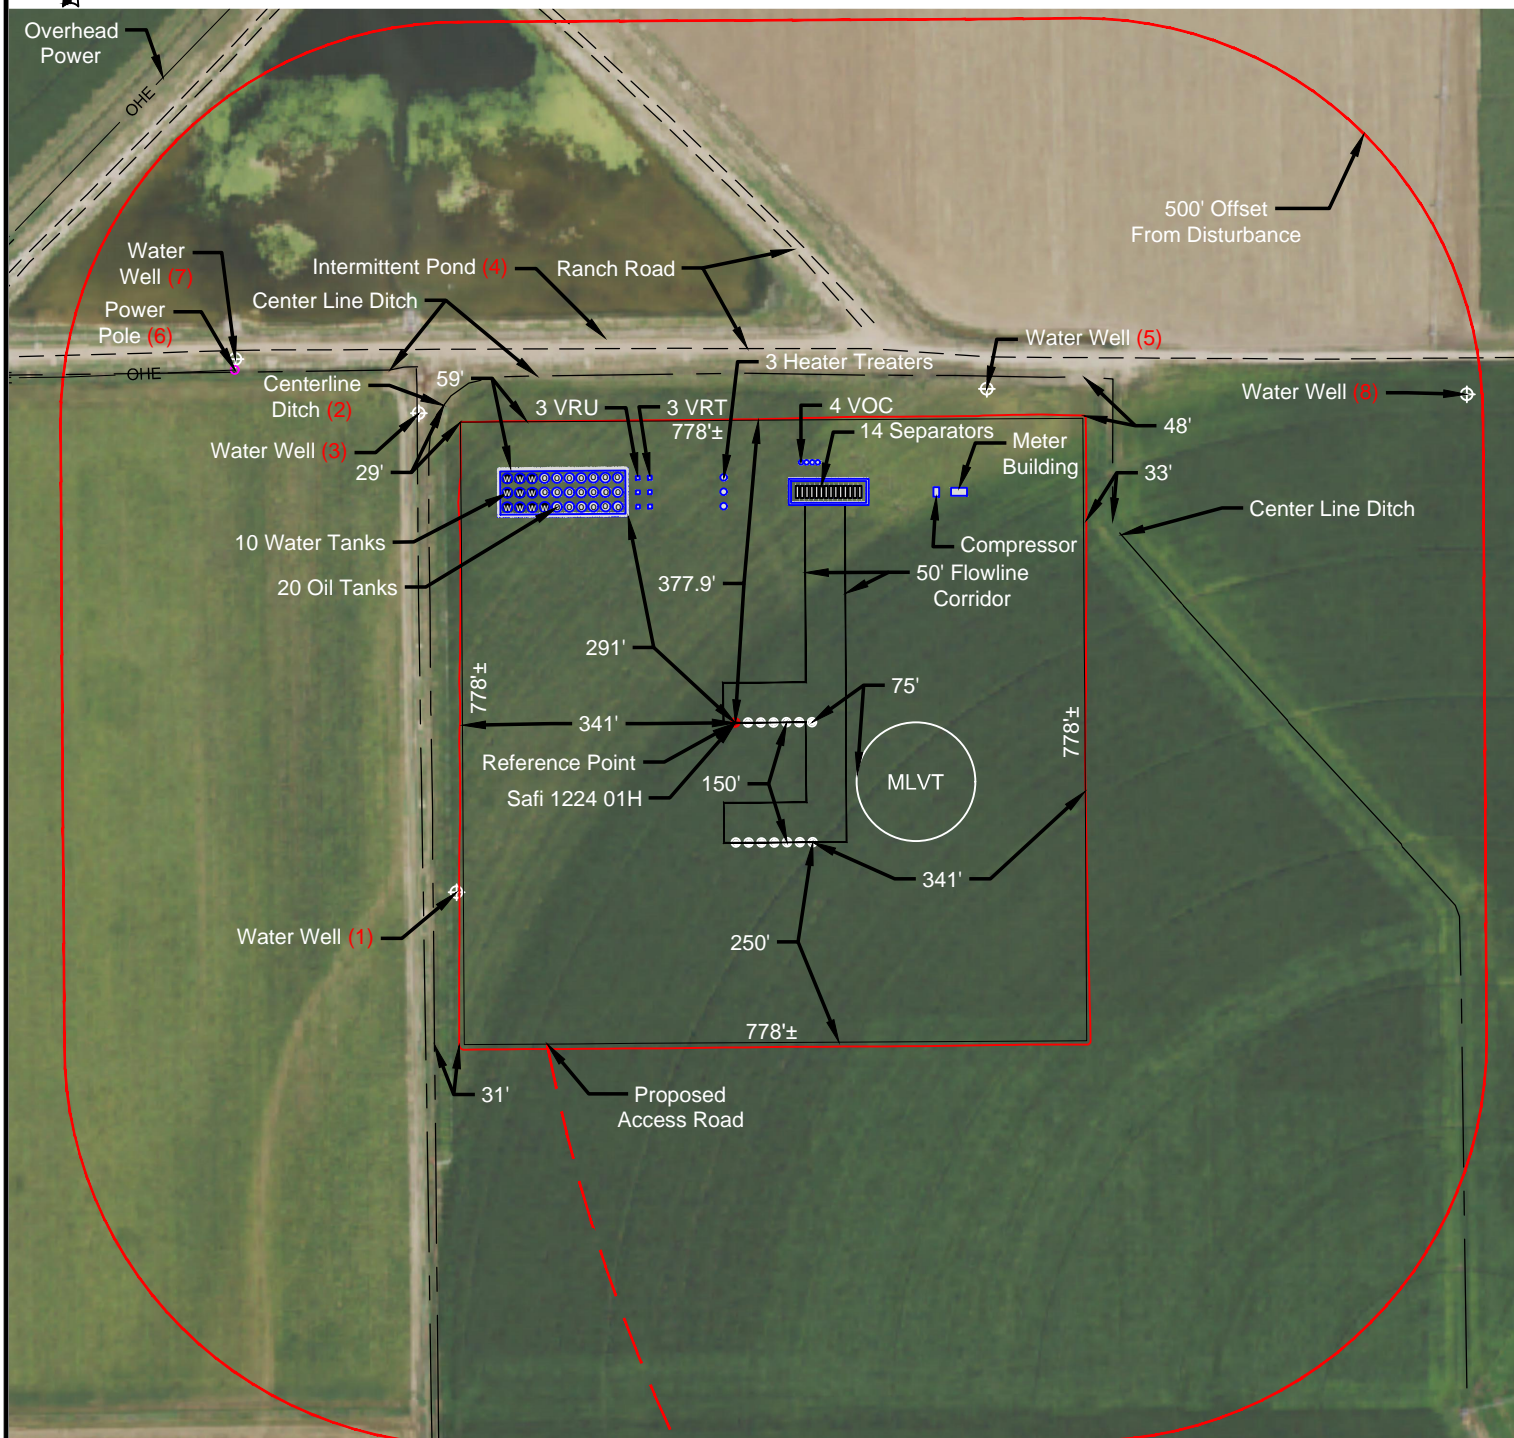 Overhead
Power
OHE
500' Offset
From Disturbance
Water
Well (7)
Intermittent Pond (4)
Ranch Road
Center Line Ditch
Power
Pole (6)
Water Well (5)
OHE
3 Heater Treaters
Centerline
Ditch (2)
59'
Water Well (8)
3 VRU
3 VRT
4 VOC
778'±
14 Separators
48'
Water Well (3)
Meter
Building
29'
33'
W W W O O O O O O O
W W W O O O O O O O
W W W W O O O O O O
Center Line Ditch
10 Water Tanks
Compressor
20 Oil Tanks
377.9'
50' Flowline
Corridor
291'
778'±
75'
341'
778'±
Reference Point
Safi 1224 01H
150'
MLVT
341'
Water Well (1)
250'
778'±
31'
Proposed
Access Road